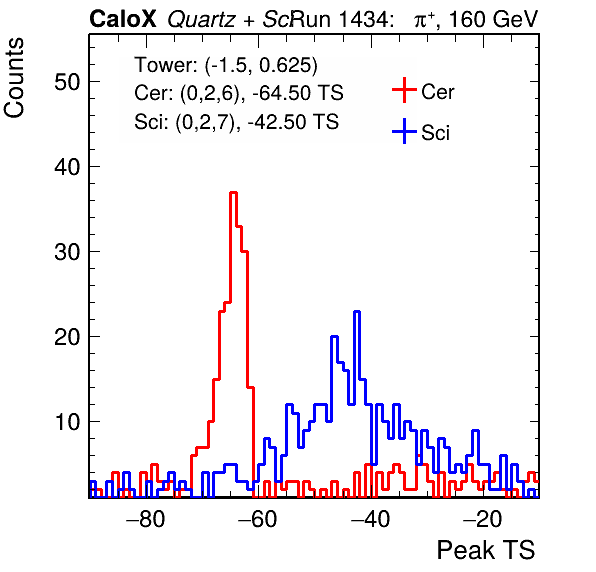 CaloX Quartz + ScRun 1434: π⁺, 160 GeV
Tower: (-1.5, 0.625)
Cer: (0,2,6), -64.50 TS
Sci: (0,2,7), -42.50 TS
Cer
Sci
Counts
50
40
30
20
10
−80 −60 −40 −20
Peak TS